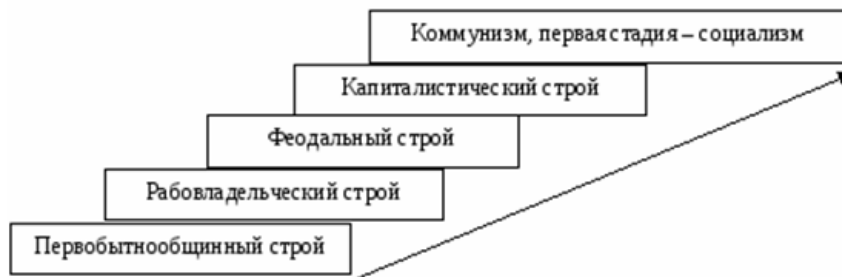 Коммунизм, первая стадия – социализм
Капиталистический строй
Феодальный строй
Рабовладельческий строй
Первобытнообщинный строй